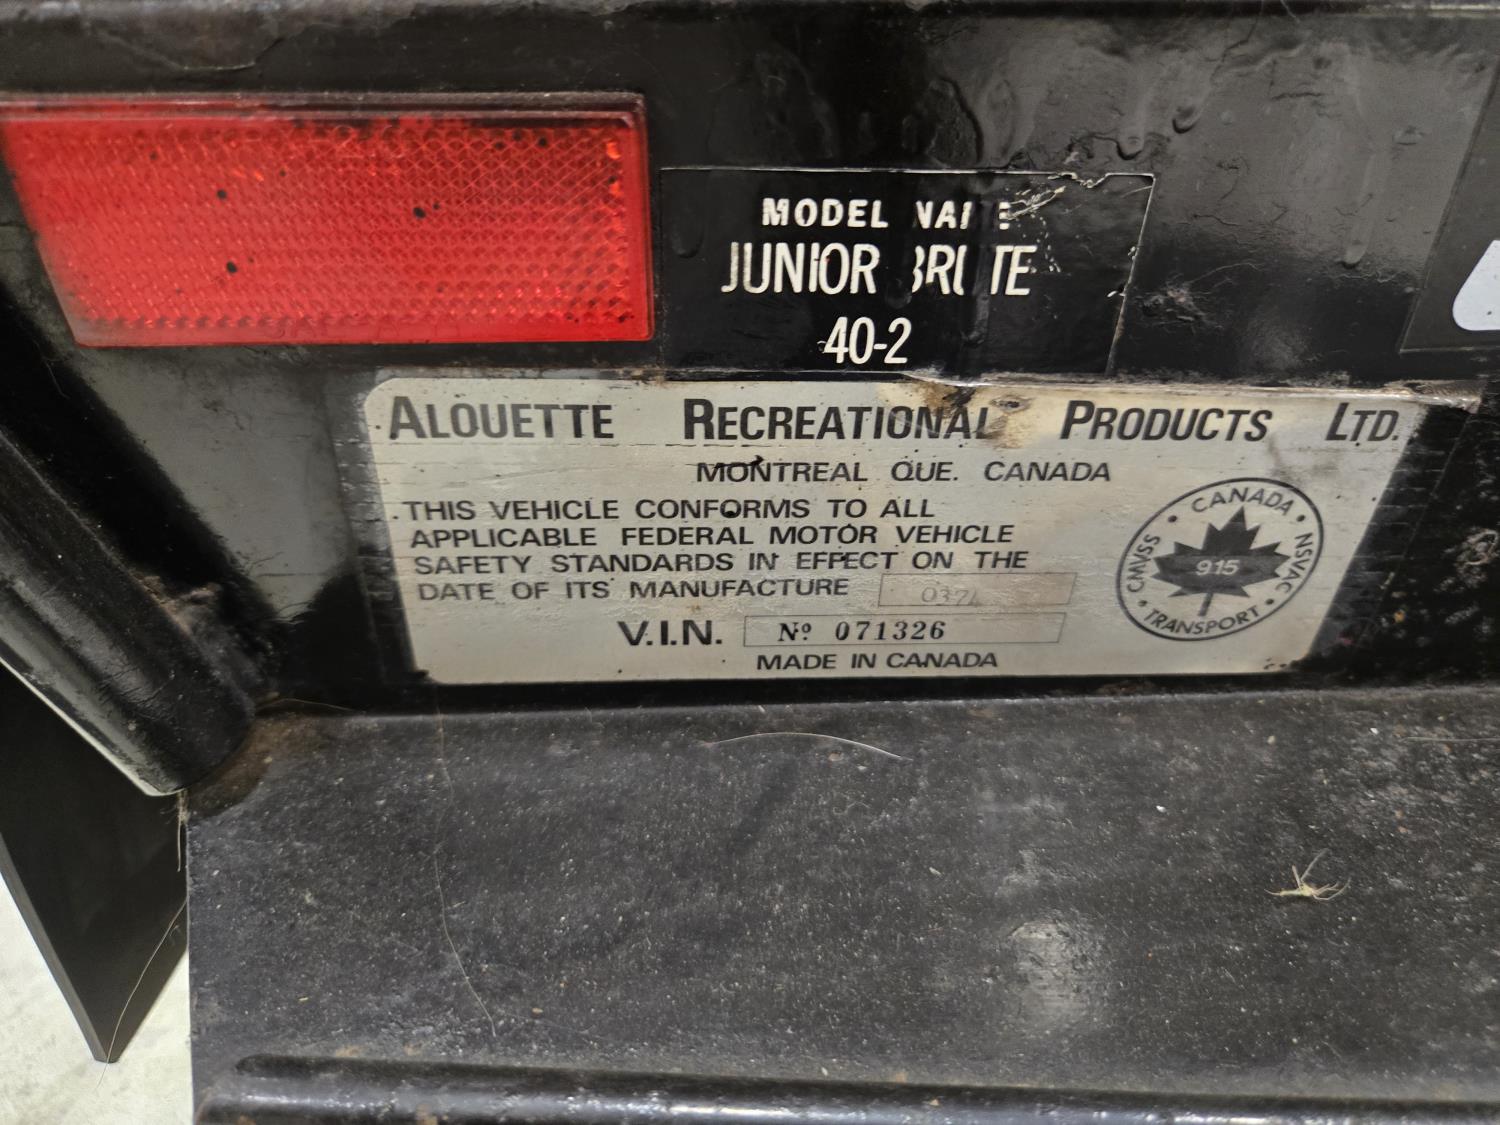 MODEL NAME
JUNIOR BRUTE
40-2
ALOUETTE RECREATIONAL PRODUCTS LTD.
MONTREAL QUE. CANADA
THIS VEHICLE CONFORMS TO ALL
APPLICABLE FEDERAL MOTOR VEHICLE
SAFETY STANDARDS IN EFFECT ON THE
DATE OF ITS MANUFACTURE
V.I.N. Nº 071326
MADE IN CANADA
CANADA
CMVSS 915 NSVAC
TRANSPORT